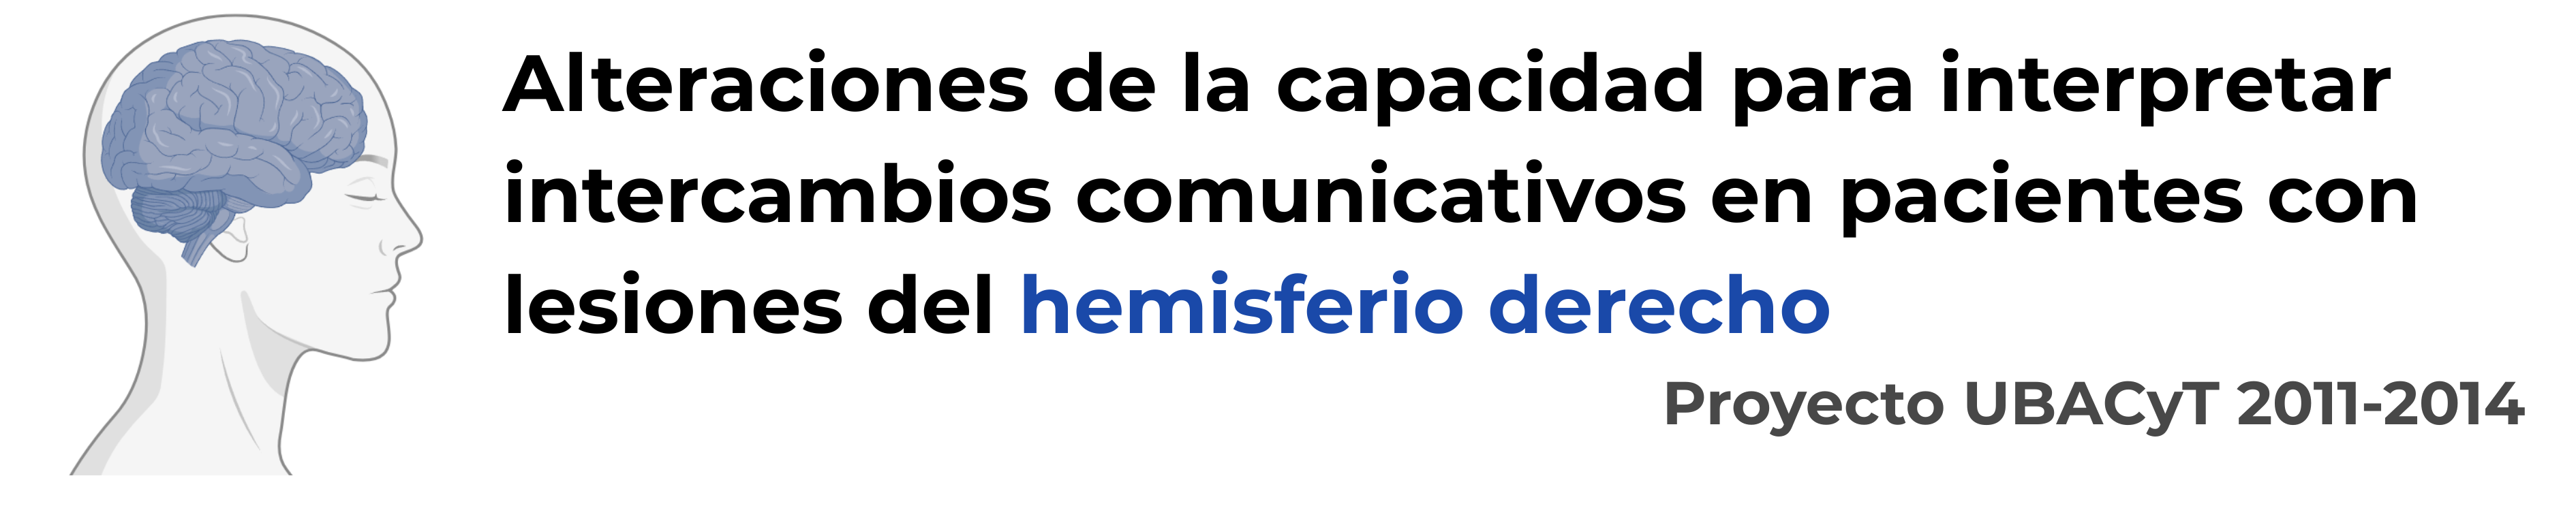 Alteraciones de la capacidad para interpretar
intercambios comunicativos en pacientes con
lesiones del hemisferio derecho
Proyecto UBACyT 2011-2014